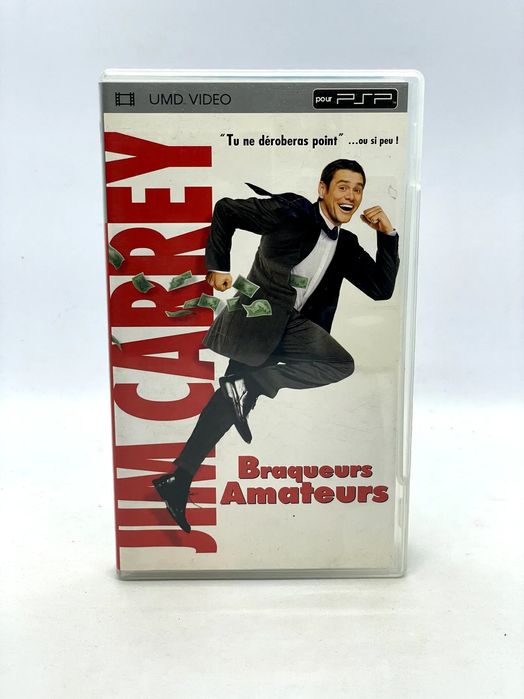 UMD VIDEO
pour PSP
"Tu ne déroberas point" ...ou si peu !
JIM CARREY
Braqueurs
Amateurs